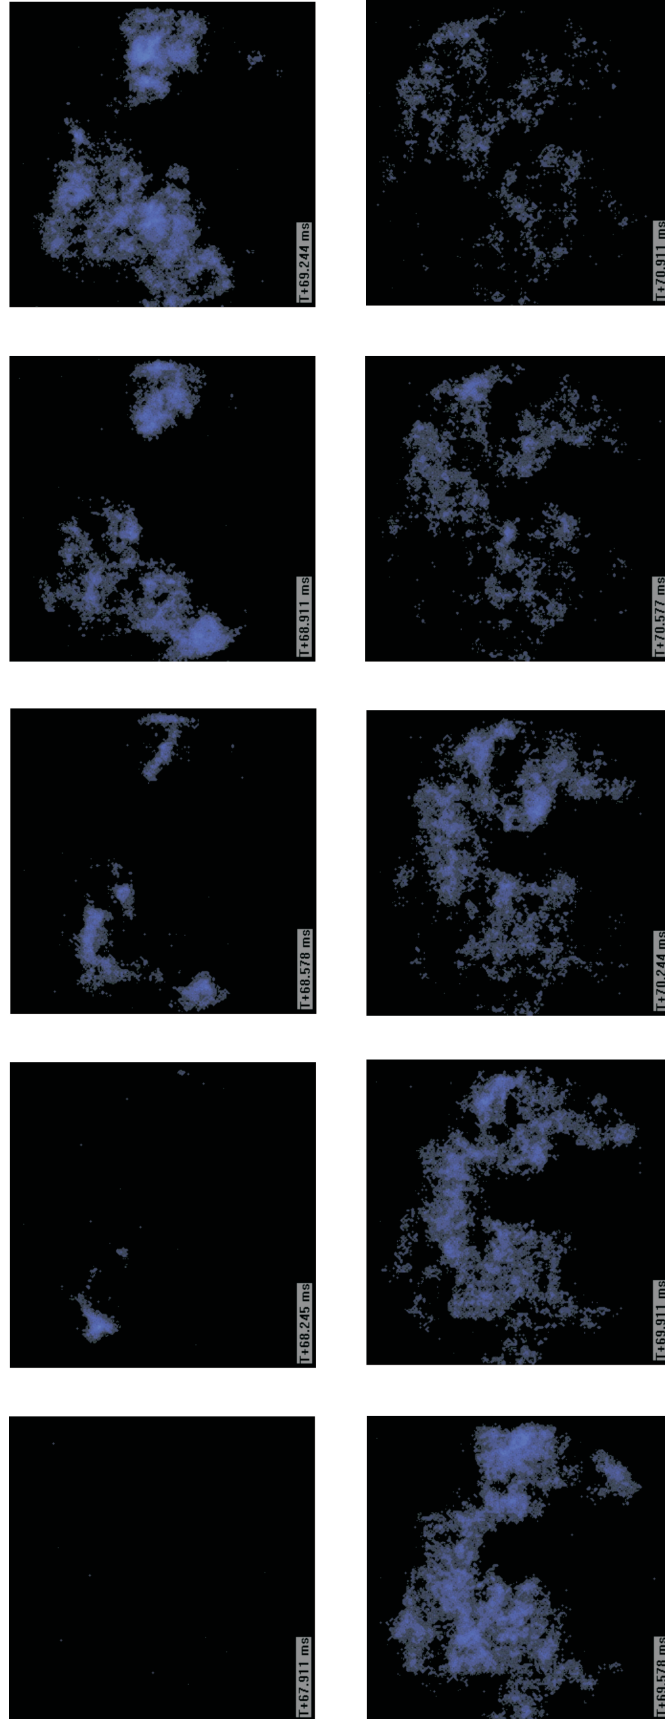 T+67.911 ms
T+68.245 ms
T+68.578 ms
T+68.911 ms
T+69.244 ms
T+69.578 ms
T+69.911 ms
T+70.244 ms
T+70.577 ms
T+70.911 ms